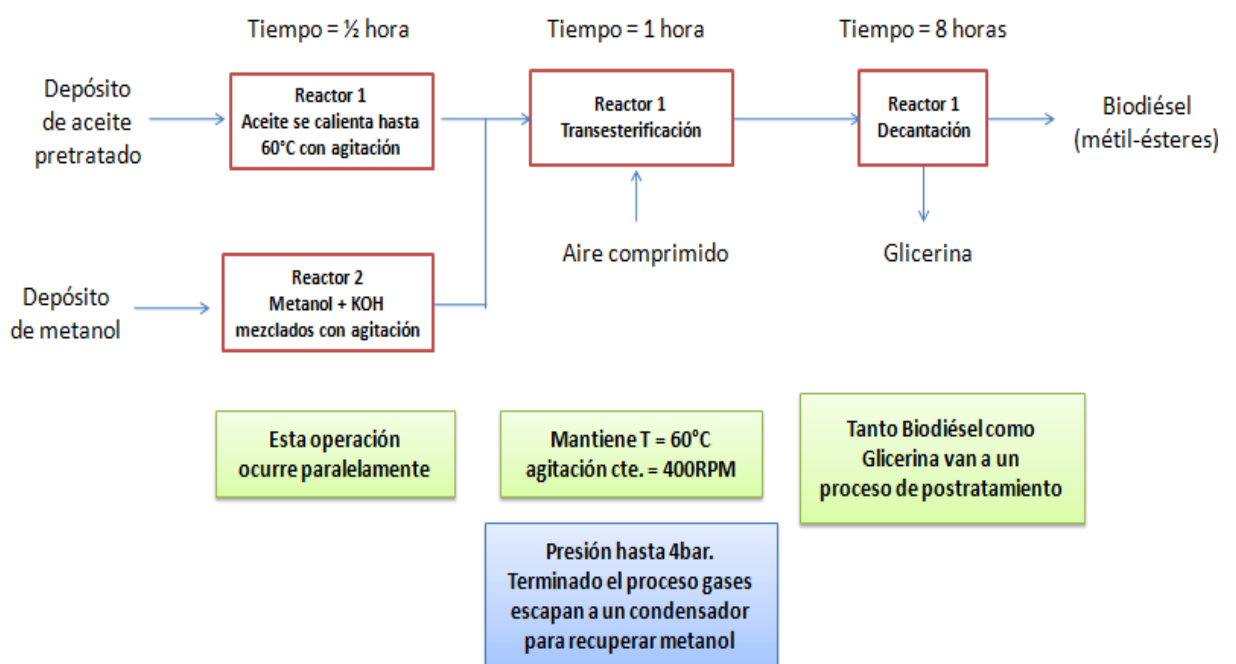 Tiempo = ½ hora
Tiempo = 1 hora
Tiempo = 8 horas
Depósito
de aceite
pretratado
Reactor 1
Aceite se calienta hasta
60°C con agitación
Reactor 1
Transesterificación
Reactor 1
Decantación
Biodiésel
(métil-ésteres)
Aire comprimido
Glicerina
Depósito
de metanol
Reactor 2
Metanol + KOH
mezclados con agitación
Esta operación
ocurre paralelamente
Mantiene T = 60°C
agitación cte. = 400RPM
Tanto Biodiésel como
Glicerina van a un
proceso de postratamiento
Presión hasta 4bar.
Terminado el proceso gases
escapan a un condensador
para recuperar metanol